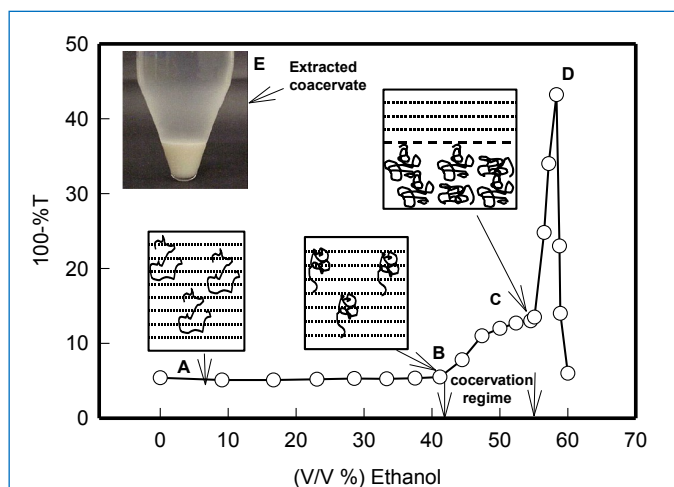 50
40
30
20
10
0
100-%T
E
Extracted
coacervate
D
C
A
B
cocervation
regime
0
10
20
30
40
50
60
70
(V/V %) Ethanol